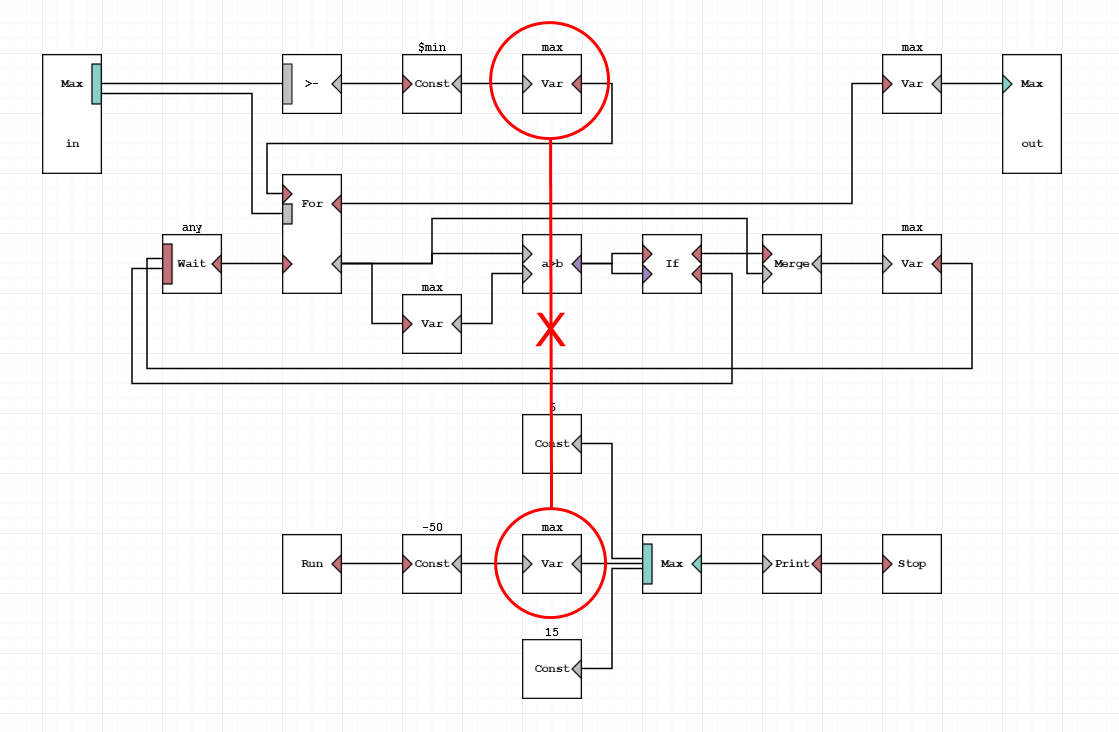 $min
max
max
Max
>-
Const
Var
Var
Max
in
out
For
any
max
Wait
a>b
If
Merge
Var
max
Var
X
5
Const
-50
max
Run
Const
Var
Max
Print
Stop
15
Const